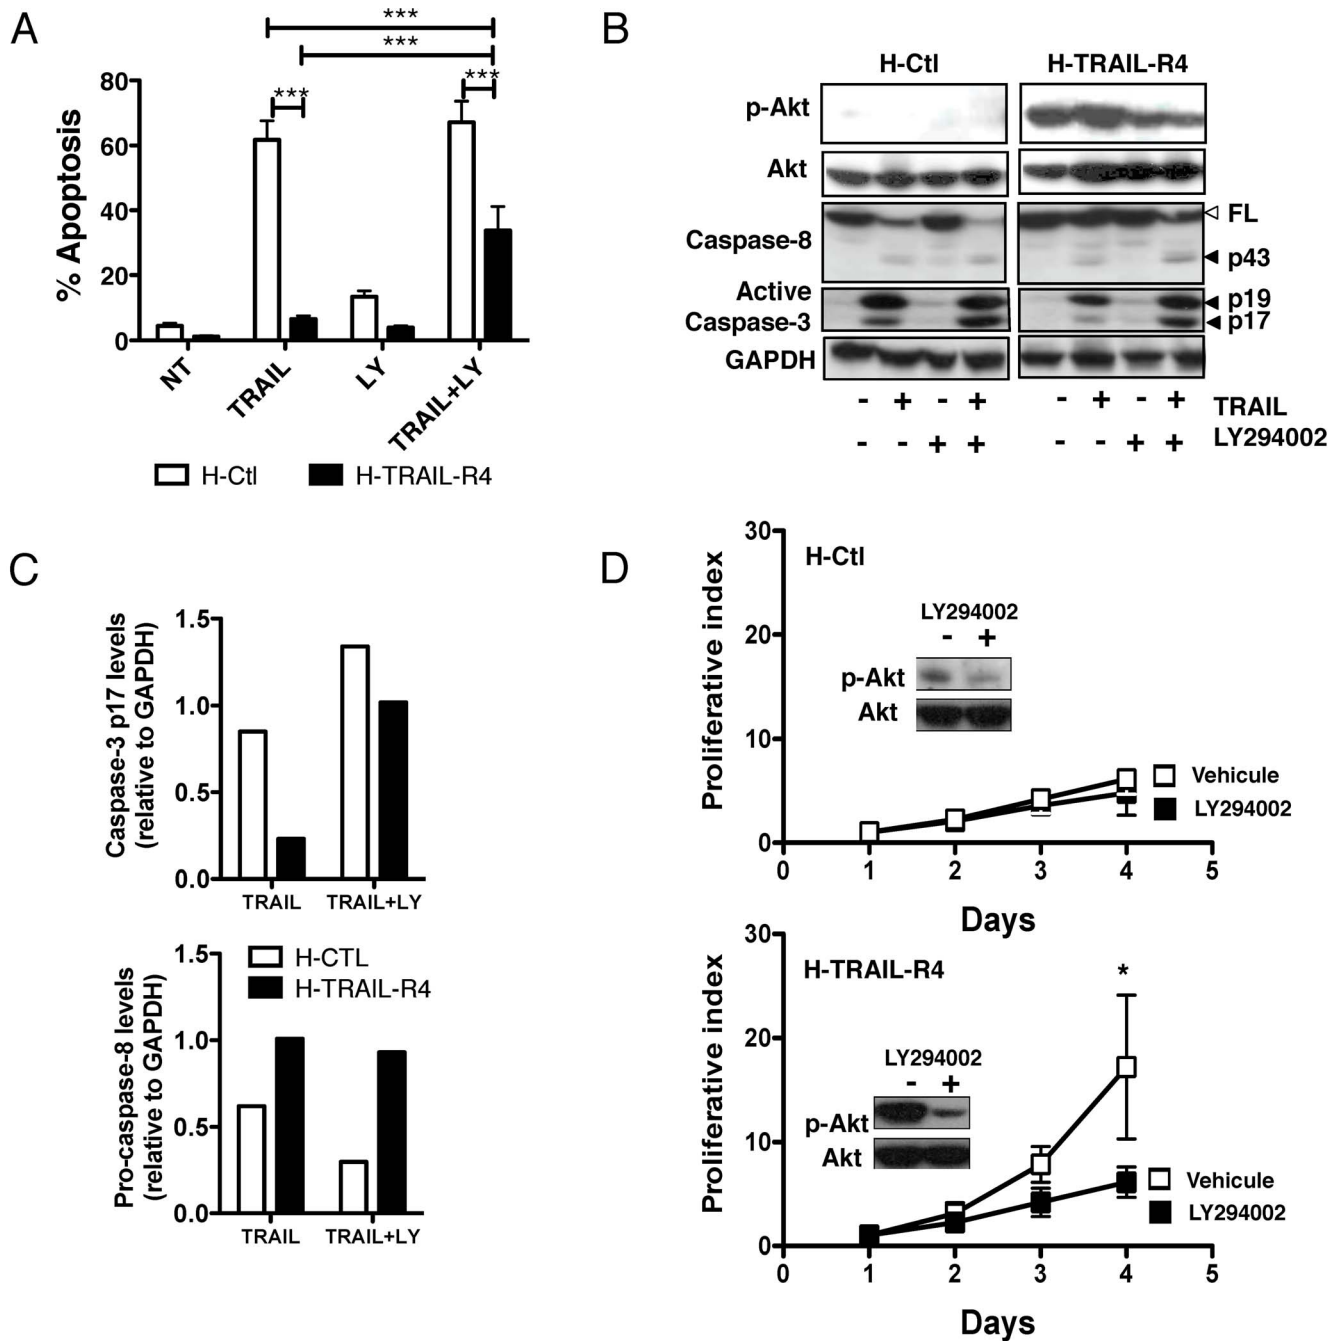 A
***
***
***
***
80
60
40
20
0
% Apoptosis
NT
TRAIL
LY
TRAIL+LY
H-Ctl
H-TRAIL-R4
B
H-Ctl
H-TRAIL-R4
p-Akt
Akt
Caspase-8
FL
p43
Active
Caspase-3
p19
p17
GAPDH
- + - + - + - + TRAIL
- - + + - - + + LY294002
C
Caspase-3 p17 levels
(relative to GAPDH)
1.5
1.0
0.5
0.0
TRAIL
TRAIL+LY
Pro-caspase-8 levels
(relative to GAPDH)
1.5
1.0
0.5
0.0
H-CTL
H-TRAIL-R4
TRAIL
TRAIL+LY
D
Proliferative index
30
20
10
0
H-Ctl
LY294002
- +
p-Akt
Akt
Vehicule
LY294002
0 1 2 3 4 5
Days
Proliferative index
30
20
10
0
H-TRAIL-R4
*
LY294002
- +
p-Akt
Akt
Vehicule
LY294002
0 1 2 3 4 5
Days